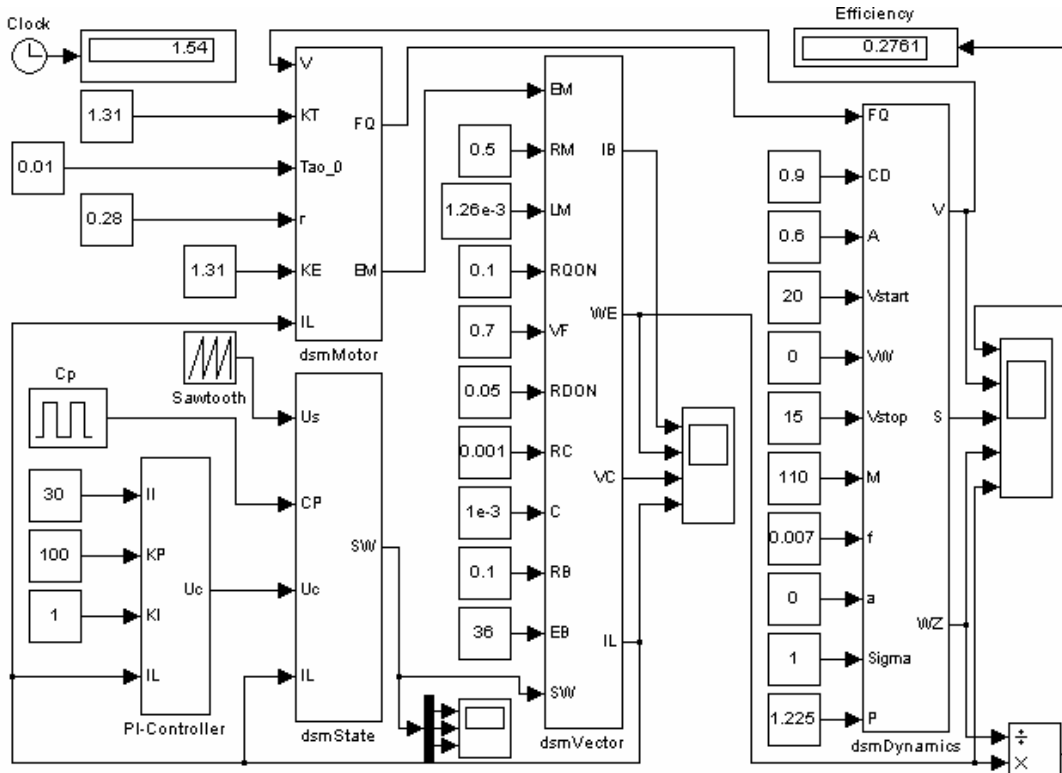 Clock
1.54
Efficiency
0.2761
V
KT
Tao_0
r
KE
IL
FQ
EM
dsmMotor
1.31
0.01
0.28
1.31
Sawtooth
Cp
30
100
1
II
KP
KI
IL
Uc
PI-Controller
Us
CP
Uc
IL
SW
dsmState
0.5
1.26e-3
0.1
0.7
0.05
0.001
1e-3
0.1
36
EM
RM
LM
RQON
VF
RDON
RC
C
RB
EB
SW
IB
WE
VC
IL
dsmVector
0.9
0.6
20
0
15
110
0.007
0
1
1.225
FQ
CD
A
Vstart
VW
Vstop
M
f
a
Sigma
P
V
S
WZ
dsmDynamics
÷
×